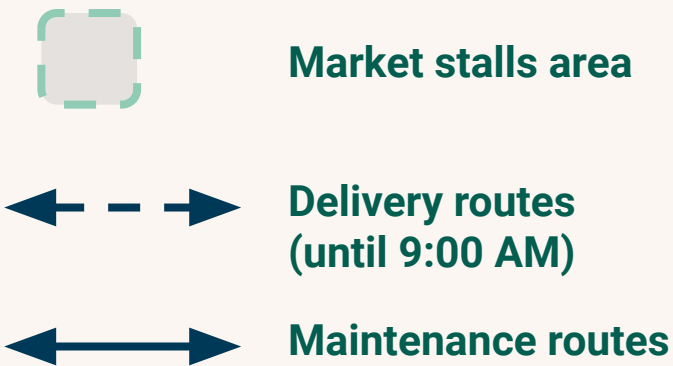 Market stalls area
Delivery routes
(until 9:00 AM)
Maintenance routes